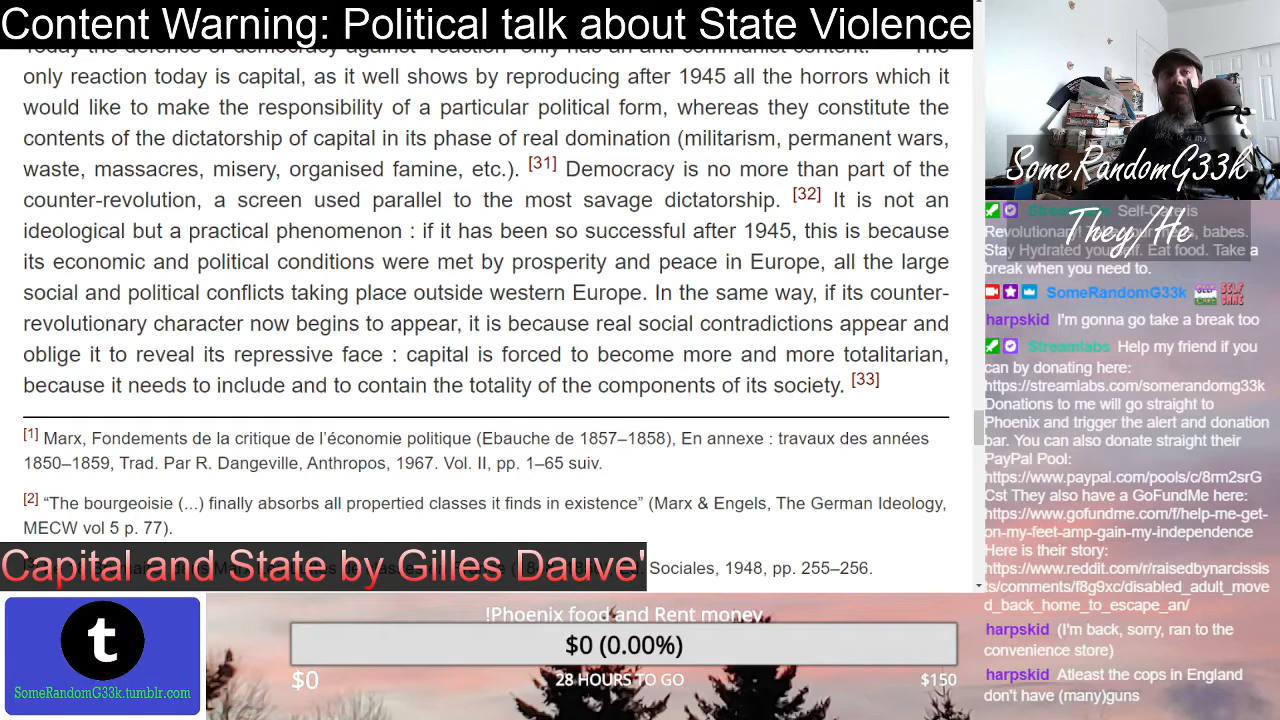 Content Warning: Political talk about State Violence
only reaction today is capital, as it well shows by reproducing after 1945 all the horrors which it
would like to make the responsibility of a particular political form, whereas they constitute the
contents of the dictatorship of capital in its phase of real domination (militarism, permanent wars,
waste, massacres, misery, organised famine, etc.). [31] Democracy is no more than part of the
counter-revolution, a screen used parallel to the most savage dictatorship. [32] It is not an
ideological but a practical phenomenon : if it has been so successful after 1945, this is because
its economic and political conditions were met by prosperity and peace in Europe, all the large
social and political conflicts taking place outside western Europe. In the same way, if its counter-
revolutionary character now begins to appear, it is because real social contradictions appear and
oblige it to reveal its repressive face : capital is forced to become more and more totalitarian,
because it needs to include and to contain the totality of the components of its society. [33]
[1] Marx, Fondements de la critique de l’économie politique (Ebauche de 1857–1858), En annexe : travaux des années
1850–1859, Trad. Par R. Dangeville, Anthropos, 1967. Vol. II, pp. 1–65 suiv.
[2] “The bourgeoisie (...) finally absorbs all propertied classes it finds in existence” (Marx & Engels, The German Ideology,
MECW vol 5 p. 77).
Sociales, 1948, pp. 255–256.
Capital and State by Gilles Dauve'
t
SomeRandomG33k.tumblr.com
!Phoenix food and Rent money
$0 (0.00%)
$0
28 HOURS TO GO
$150
SomeRandomG33k
They/He
Streamlabs Self-Care is
Revolutionary! babes.
Stay Hydrated yourself. Eat food. Take a
break when you need to.
SomeRandomG33k SELF CARE
harpskid I'm gonna go take a break too
Streamlabs Help my friend if you
can by donating here:
https://streamlabs.com/somerandomg33k
Donations to me will go straight to
Phoenix and trigger the alert and donation
bar. You can also donate straight their
PayPal Pool:
https://www.paypal.com/pools/c/8rm2srG
Cst They also have a GoFundMe here:
https://www.gofundme.com/f/help-me-get-
on-my-feet-amp-gain-my-independence
Here is their story:
https://www.reddit.com/r/raisedbynarcissis
ts/comments/f8g9xc/disabled_adult_move
d_back_home_to_escape_an/
harpskid (I'm back, sorry, ran to the
convenience store)
harpskid Atleast the cops in England
don't have (many)guns